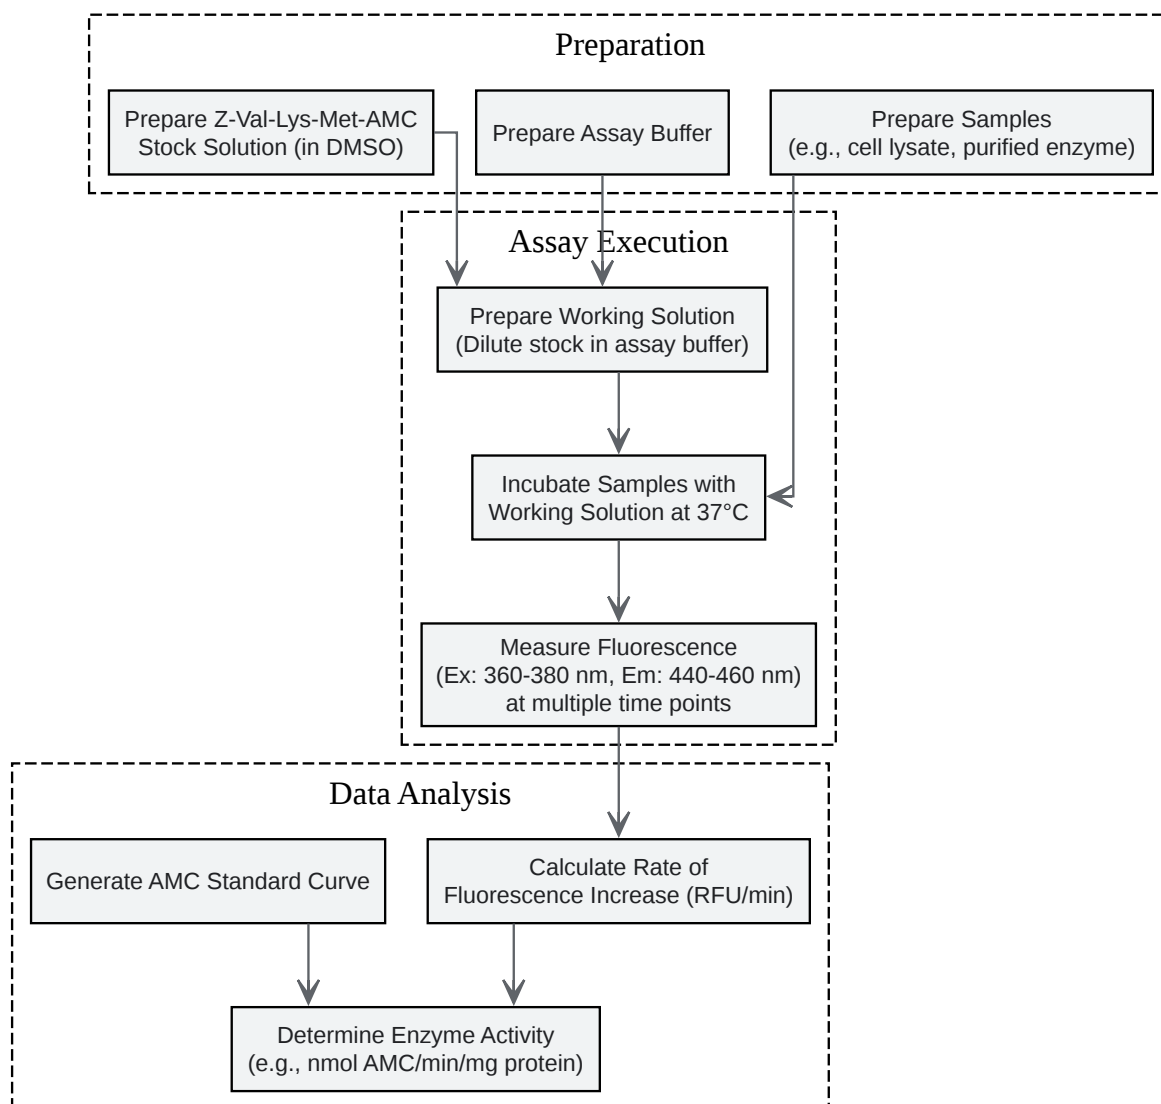 Preparation
Prepare Z-Val-Lys-Met-AMC
Stock Solution (in DMSO)
Prepare Assay Buffer
Prepare Samples
(e.g., cell lysate, purified enzyme)
Assay Execution
Prepare Working Solution
(Dilute stock in assay buffer)
Incubate Samples with
Working Solution at 37°C
Measure Fluorescence
(Ex: 360-380 nm, Em: 440-460 nm)
at multiple time points
Data Analysis
Generate AMC Standard Curve
Calculate Rate of
Fluorescence Increase (RFU/min)
Determine Enzyme Activity
(e.g., nmol AMC/min/mg protein)